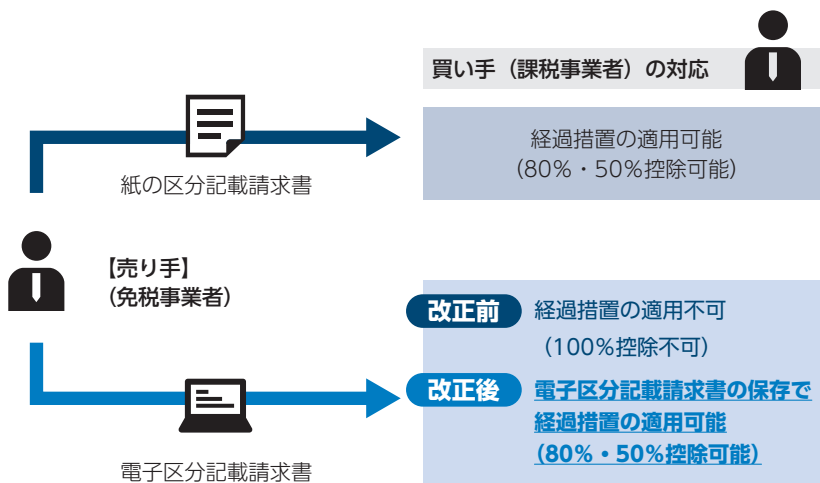 買い手（課税事業者）の対応
経過措置の適用可能
（80％・50％控除可能）
紙の区分記載請求書
【売り手】
（免税事業者）
改正前 経過措置の適用不可
（100％控除不可）
改正後 電子区分記載請求書の保存で
経過措置の適用可能
（80％・50％控除可能）
電子区分記載請求書